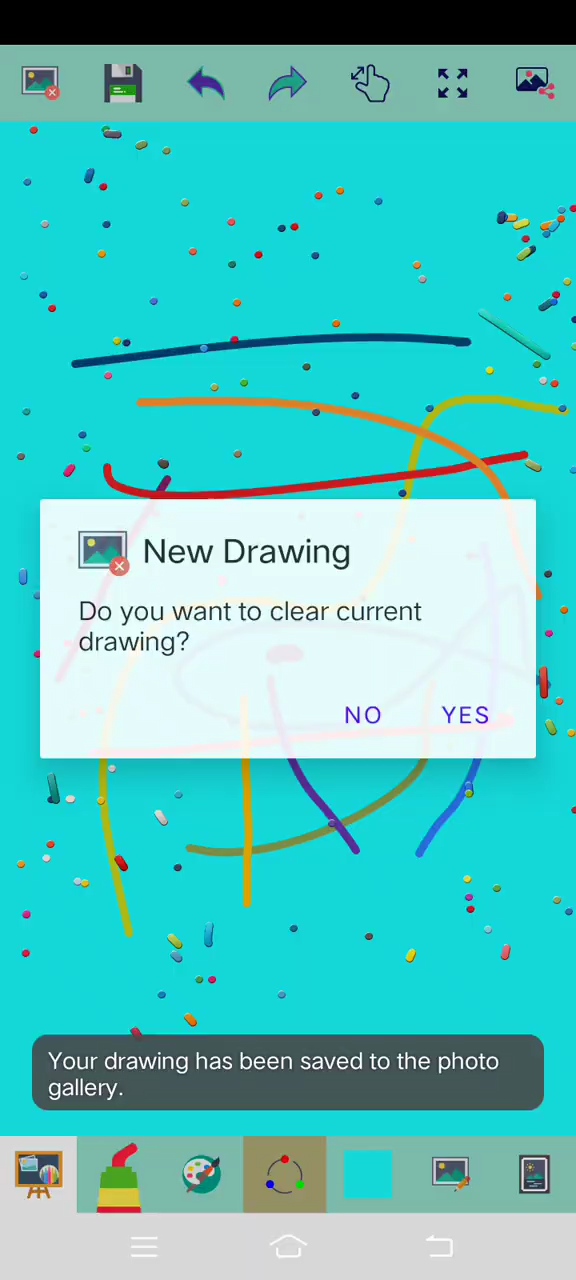 New Drawing
Do you want to clear current
drawing?
NO YES
Your drawing has been saved to the photo
gallery.